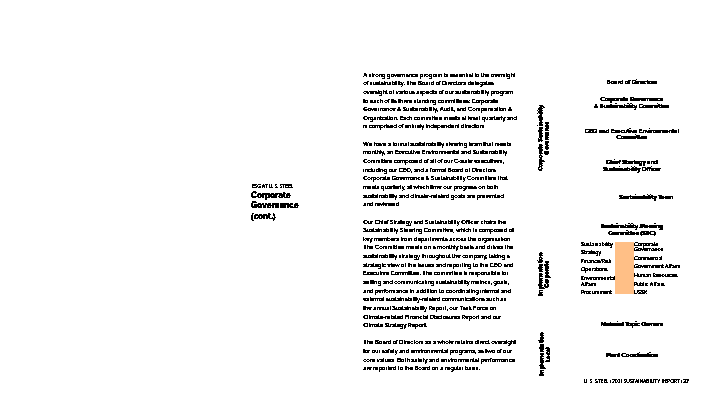 ESG AT U. S. STEEL
Corporate
Governance
(cont.)
A strong governance program is essential to the oversight
of sustainability. The Board of Directors delegates
oversight of various aspects of our sustainability program
to each of its three standing committees: Corporate
Governance & Sustainability, Audit, and Compensation &
Organization. Each committee meets at least quarterly and
is comprised of entirely independent directors.
We have a formal sustainability steering team that meets
monthly, an Executive Environmental and Sustainability
Committee composed of all of our C-suite executives,
including our CEO, and a formal Board of Directors
Corporate Governance & Sustainability Committee that
meets quarterly, at which time our progress on both
sustainability and climate-related goals are presented
and reviewed.
Our Chief Strategy and Sustainability Officer chairs the
Sustainability Steering Committee, which is composed of
key members from departments across the organization.
The Committee meets on a monthly basis and drives the
sustainability strategy throughout the company, taking a
strategic view of the issues and reporting to the CEO and
Executive Committee. The committee is responsible for
setting and communicating sustainability metrics, goals,
and performance in addition to coordinating internal and
external sustainability-related communications such as
the annual Sustainability Report, our Task Force on
Climate-related Financial Disclosures Report and our
Climate Strategy Report.
The Board of Directors as a whole retains direct oversight
for our safety and environmental programs, as two of our
core values. Both safety and environmental performance
are reported to the Board on a regular basis.
Corporate Sustainability
Governance
Board of Directors
Corporate Governance
& Sustainability Committee
CEO and Executive Environmental
Committee
Chief Strategy and
Sustainability Officer
Sustainability Team
Implementation
Corporate
Sustainability Steering
Committee (SSC)
Sustainability
Strategy
Finance/Risk
Operations
Environmental
Affairs
Procurement
Corporate
Governance
Commercial
Government Affairs
Human Resources
Public Affairs
USSK
Implementation
Local
Material Topic Owners
Plant Coordination
U. S. STEEL | 2021 SUSTAINABILITY REPORT | 27